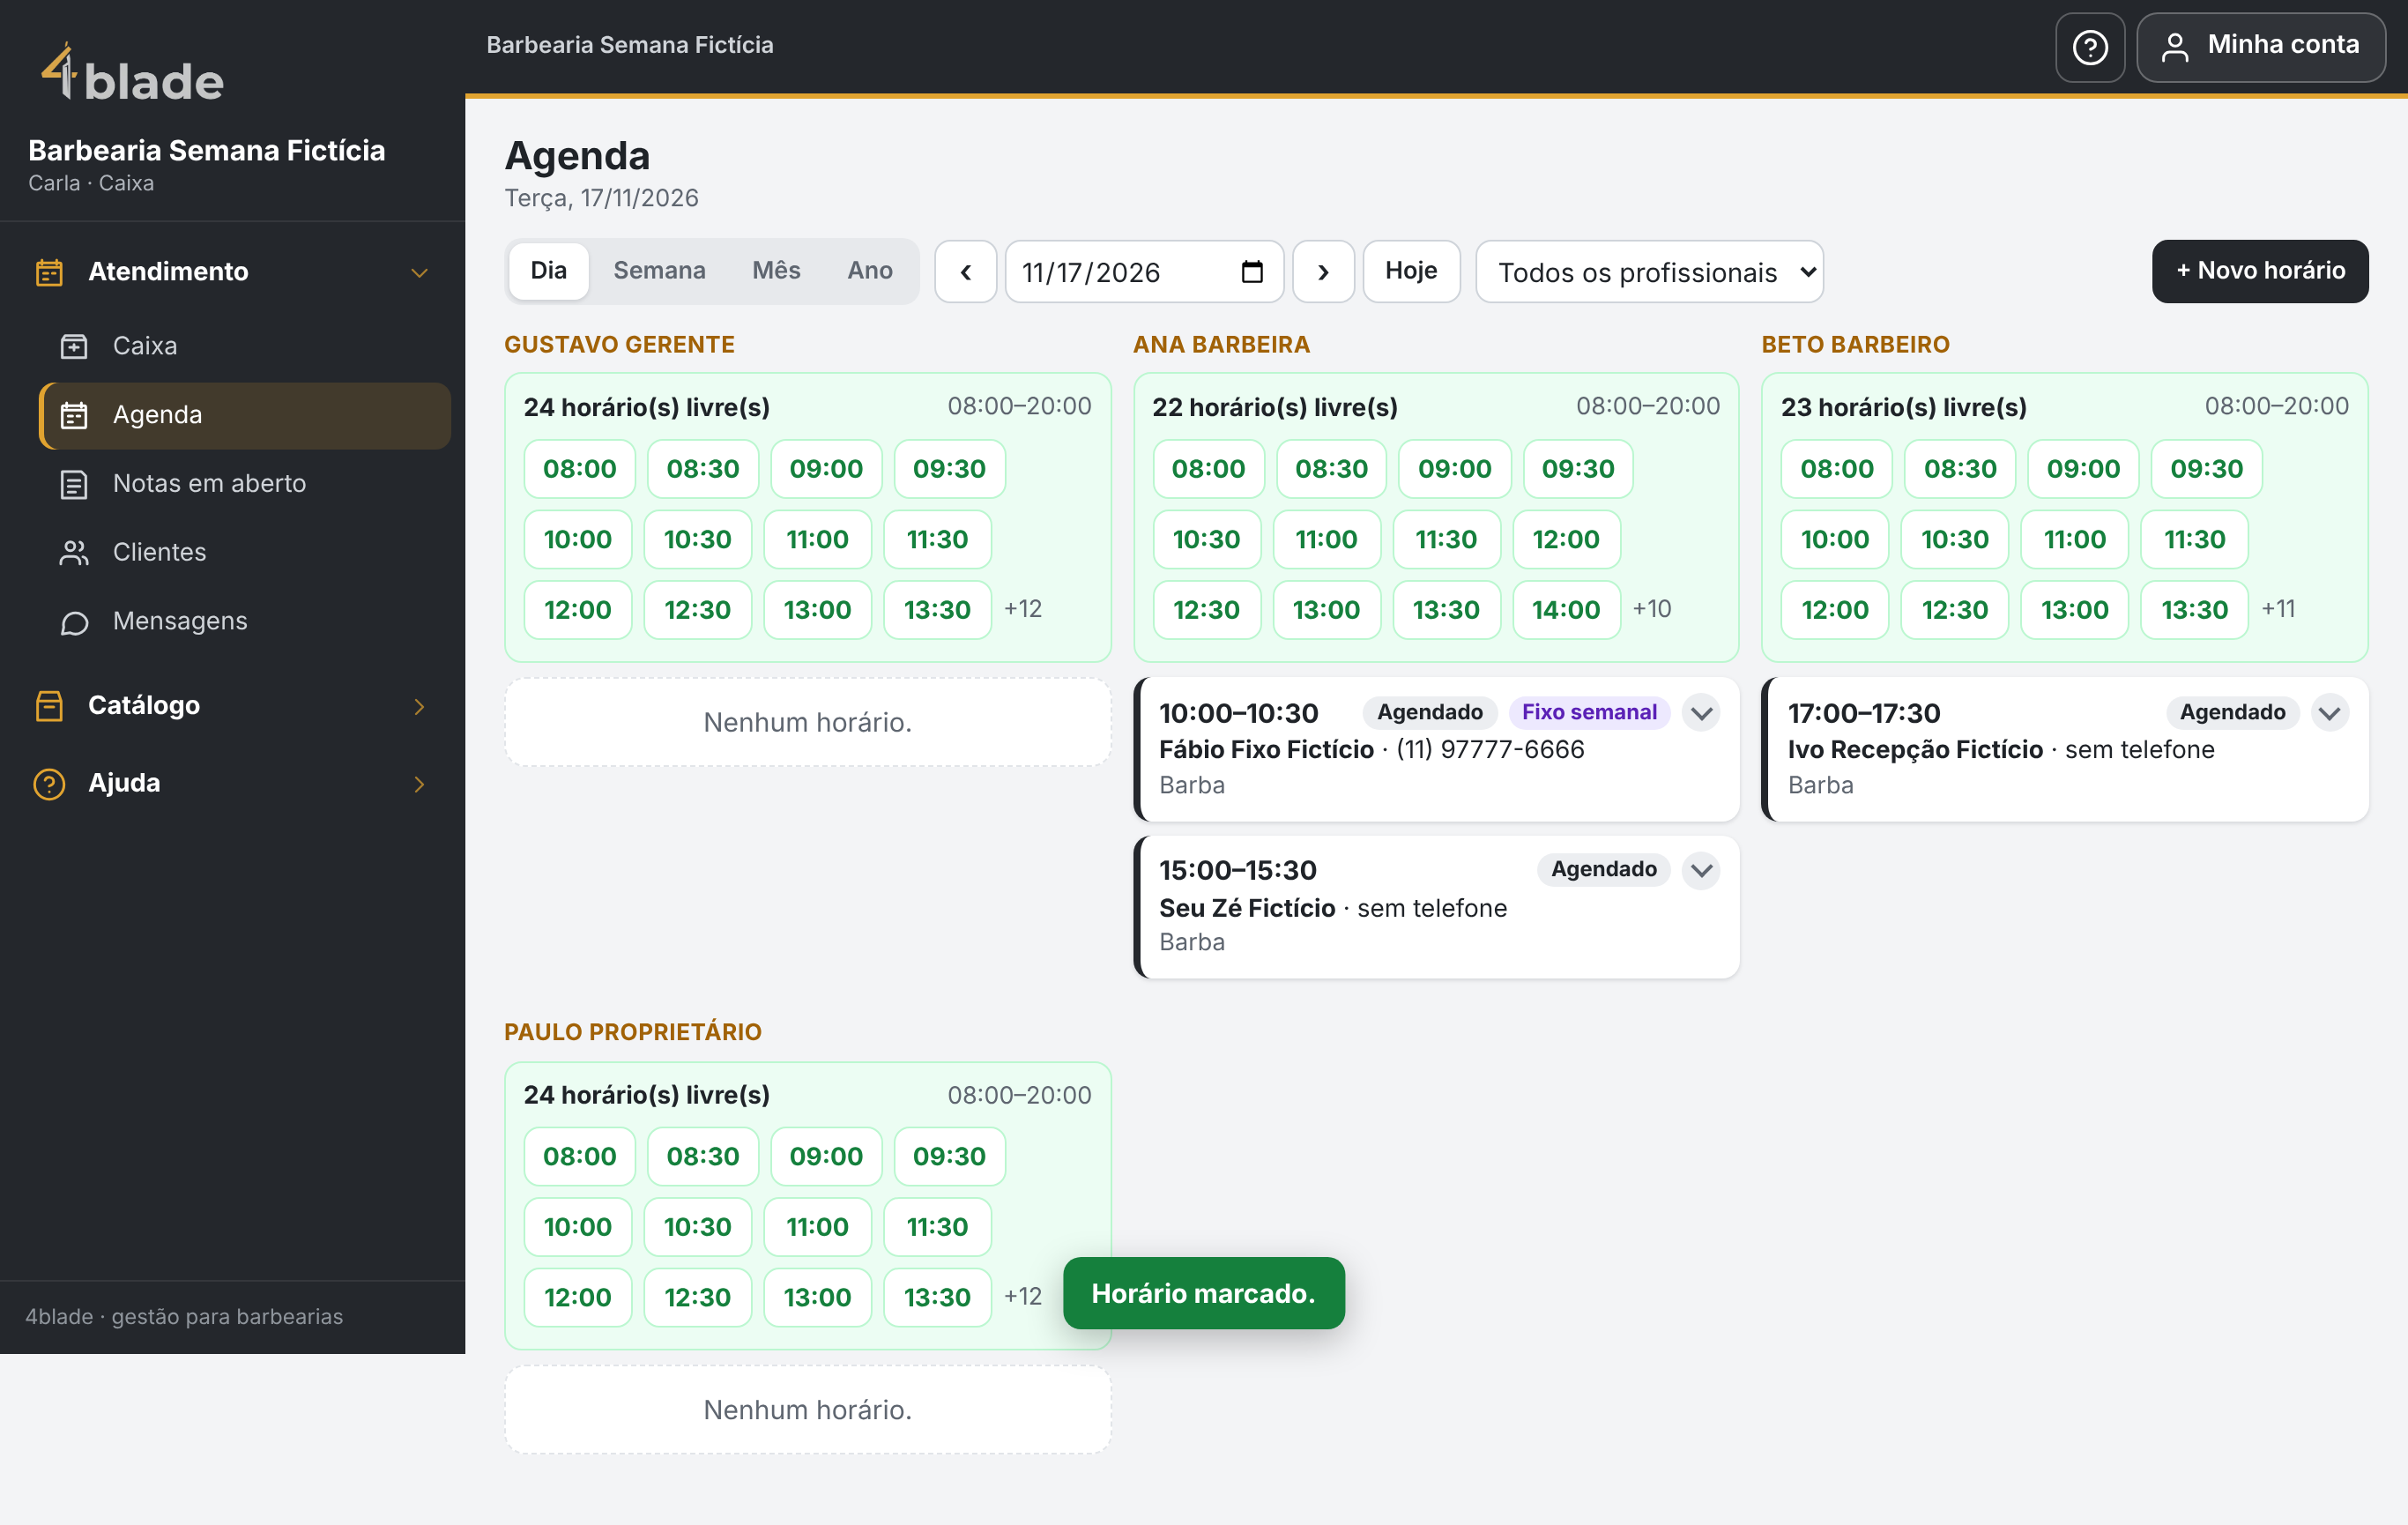 4blade
Barbearia Semana Fictícia
Carla · Caixa
Atendimento
Caixa
Agenda
Notas em aberto
Clientes
Mensagens
Catálogo
Ajuda
4blade · gestão para barbearias
Barbearia Semana Fictícia
Minha conta
Agenda
Terça, 17/11/2026
Dia Semana Mês Ano ‹ 11/17/2026 › Hoje Todos os profissionais + Novo horário
GUSTAVO GERENTE
24 horário(s) livre(s) 08:00–20:00
08:00 08:30 09:00 09:30
10:00 10:30 11:00 11:30
12:00 12:30 13:00 13:30 +12
Nenhum horário.
ANA BARBEIRA
22 horário(s) livre(s) 08:00–20:00
08:00 08:30 09:00 09:30
10:30 11:00 11:30 12:00
12:30 13:00 13:30 14:00 +10
10:00–10:30 Agendado Fixo semanal
Fábio Fixo Fictício · (11) 97777-6666
Barba
15:00–15:30 Agendado
Seu Zé Fictício · sem telefone
Barba
BETO BARBEIRO
23 horário(s) livre(s) 08:00–20:00
08:00 08:30 09:00 09:30
10:00 10:30 11:00 11:30
12:00 12:30 13:00 13:30 +11
17:00–17:30 Agendado
Ivo Recepção Fictício · sem telefone
Barba
PAULO PROPRIETÁRIO
24 horário(s) livre(s) 08:00–20:00
08:00 08:30 09:00 09:30
10:00 10:30 11:00 11:30
12:00 12:30 13:00 13:30 +12
Nenhum horário.
Horário marcado.